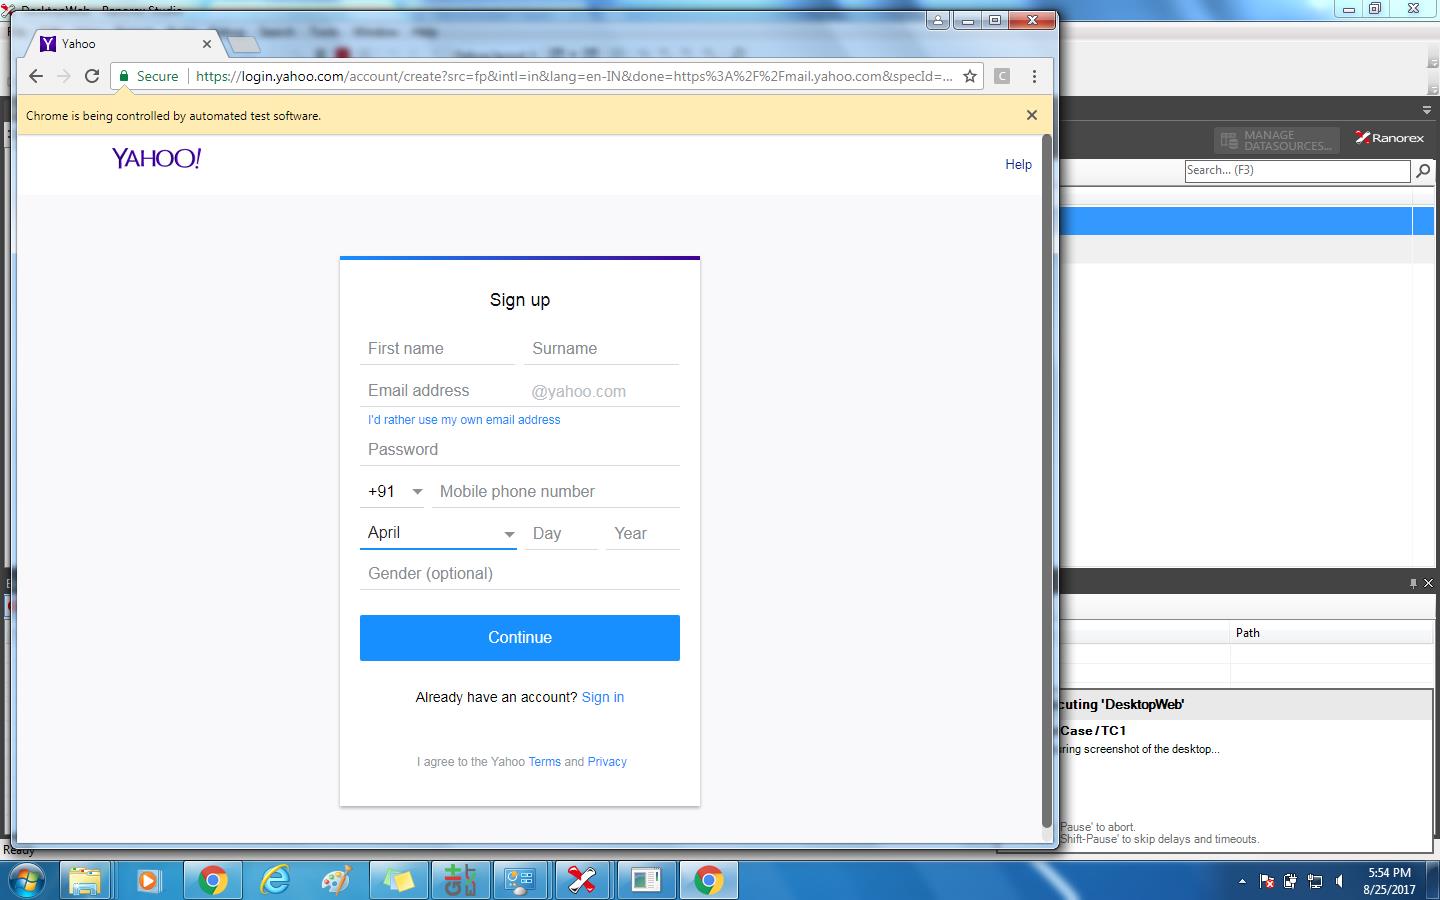 DesktopWeb - Ranorex Studio
Yahoo
Secure
https://login.yahoo.com/account/create?src=fp&intl=in&lang=en-IN&done=https%3A%2F%2Fmail.yahoo.com&specId=...
C
Chrome is being controlled by automated test software.
YAHOO!
Help
MANAGE
DATASOURCES...
Ranorex
Search... (F3)
Sign up
First name
Surname
Email address
@yahoo.com
I'd rather use my own email address
Password
+91
Mobile phone number
April
Day
Year
Gender (optional)
Continue
Already have an account? Sign in
I agree to the Yahoo Terms and Privacy
Path
cuting 'DesktopWeb'
Case / TC1
ring screenshot of the desktop...
Pause' to abort.
Shift-Pause' to skip delays and timeouts.
Ready
5:54 PM
8/25/2017